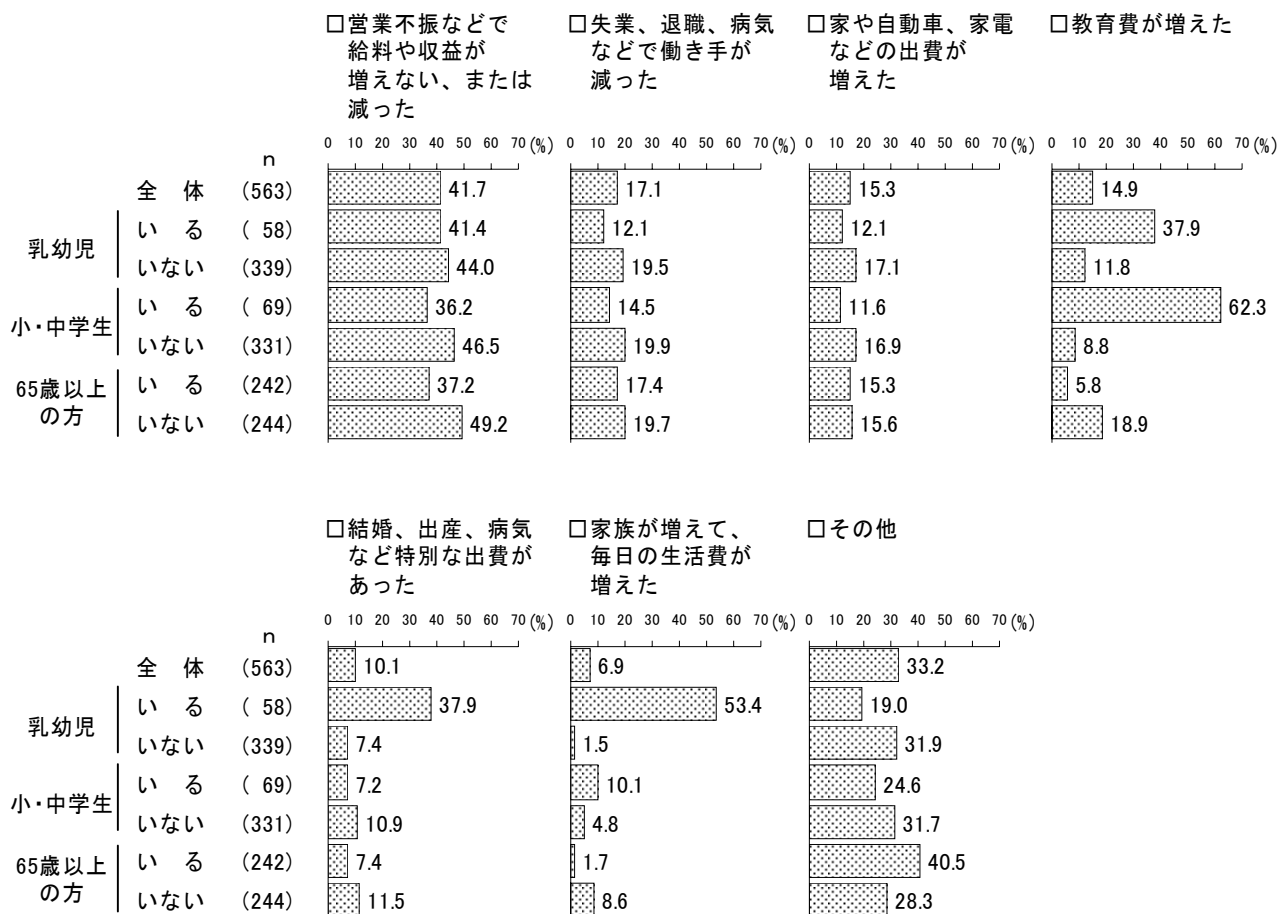 □営業不振などで
給料や収益が
増えない、または
減った
□失業、退職、病気
などで働き手が
減った
□家や自動車、家電
などの出費が
増えた
□教育費が増えた
0 10 20 30 40 50 60 70 (%) 0 10 20 30 40 50 60 70 (%) 0 10 20 30 40 50 60 70 (%) 0 10 20 30 40 50 60 70 (%)
n
全 体 (563) 41.7 17.1 15.3 14.9
乳幼児
い る ( 58) 41.4 12.1 12.1 37.9
いない (339) 44.0 19.5 17.1 11.8
小・中学生
い る ( 69) 36.2 14.5 11.6 62.3
いない (331) 46.5 19.9 16.9 8.8
65歳以上
の方
い る (242) 37.2 17.4 15.3 5.8
いない (244) 49.2 19.7 15.6 18.9
□結婚、出産、病気
など特別な出費が
あった
□家族が増えて、
毎日の生活費が
増えた
□その他
0 10 20 30 40 50 60 70 (%) 0 10 20 30 40 50 60 70 (%) 0 10 20 30 40 50 60 70 (%)
n
全 体 (563) 10.1 6.9 33.2
乳幼児
い る ( 58) 37.9 53.4 19.0
いない (339) 7.4 1.5 31.9
小・中学生
い る ( 69) 7.2 10.1 24.6
いない (331) 10.9 4.8 31.7
65歳以上
の方
い る (242) 7.4 1.7 40.5
いない (244) 11.5 8.6 28.3